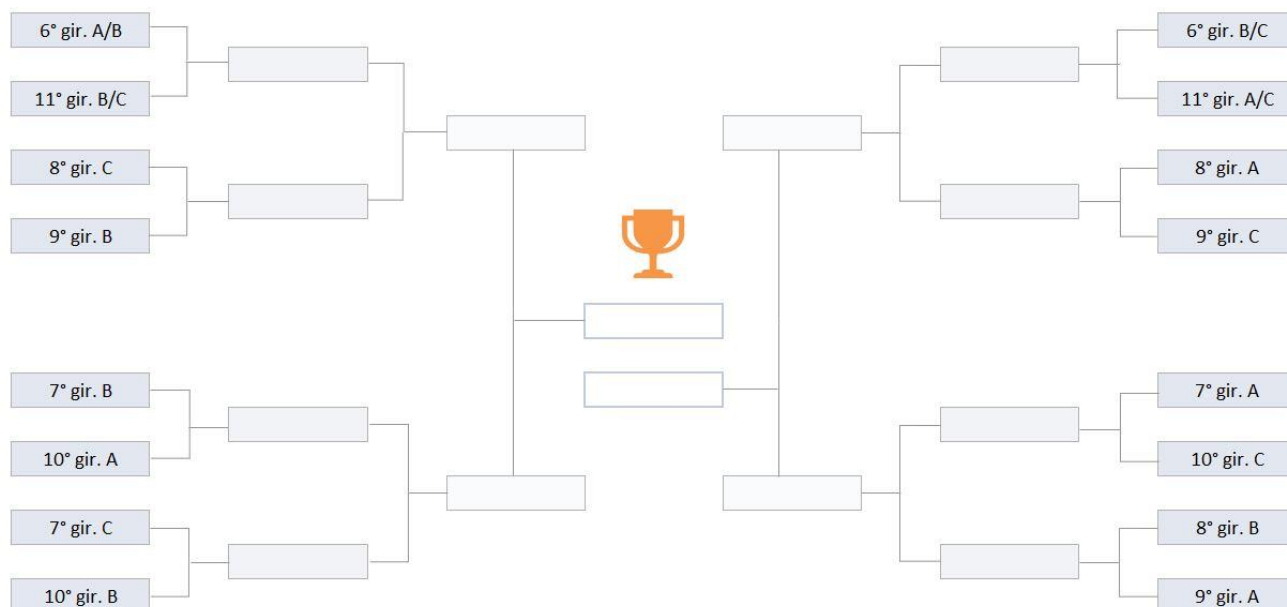 6° gir. A/B
11° gir. B/C
8° gir. C
9° gir. B
7° gir. B
10° gir. A
7° gir. C
10° gir. B
6° gir. B/C
11° gir. A/C
8° gir. A
9° gir. C
7° gir. A
10° gir. C
8° gir. B
9° gir. A